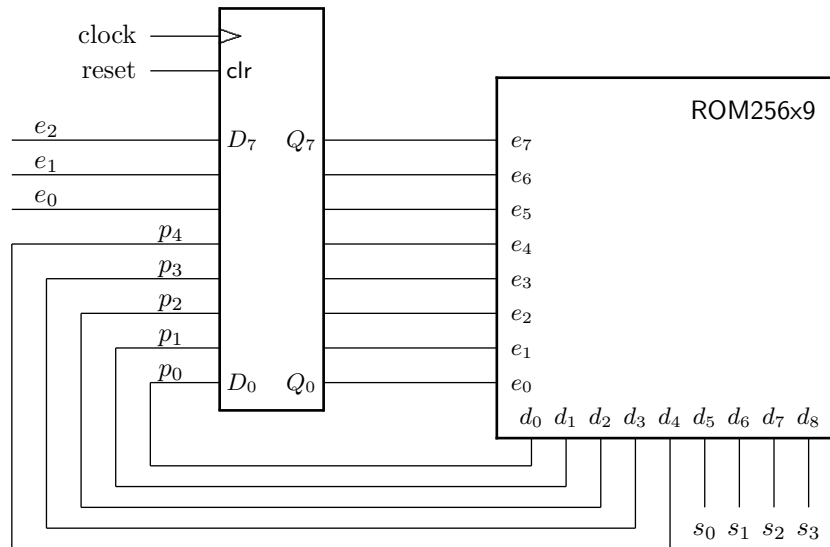 clock
reset clr
ROM256x9
e₂ D₇ Q₇ e₇
e₁ e₆
e₀ e₅
p₄ e₄
p₃ e₃
p₂ e₂
p₁ e₁
p₀ D₀ Q₀ e₀
d₀ d₁ d₂ d₃ d₄ d₅ d₆ d₇ d₈
s₀ s₁ s₂ s₃